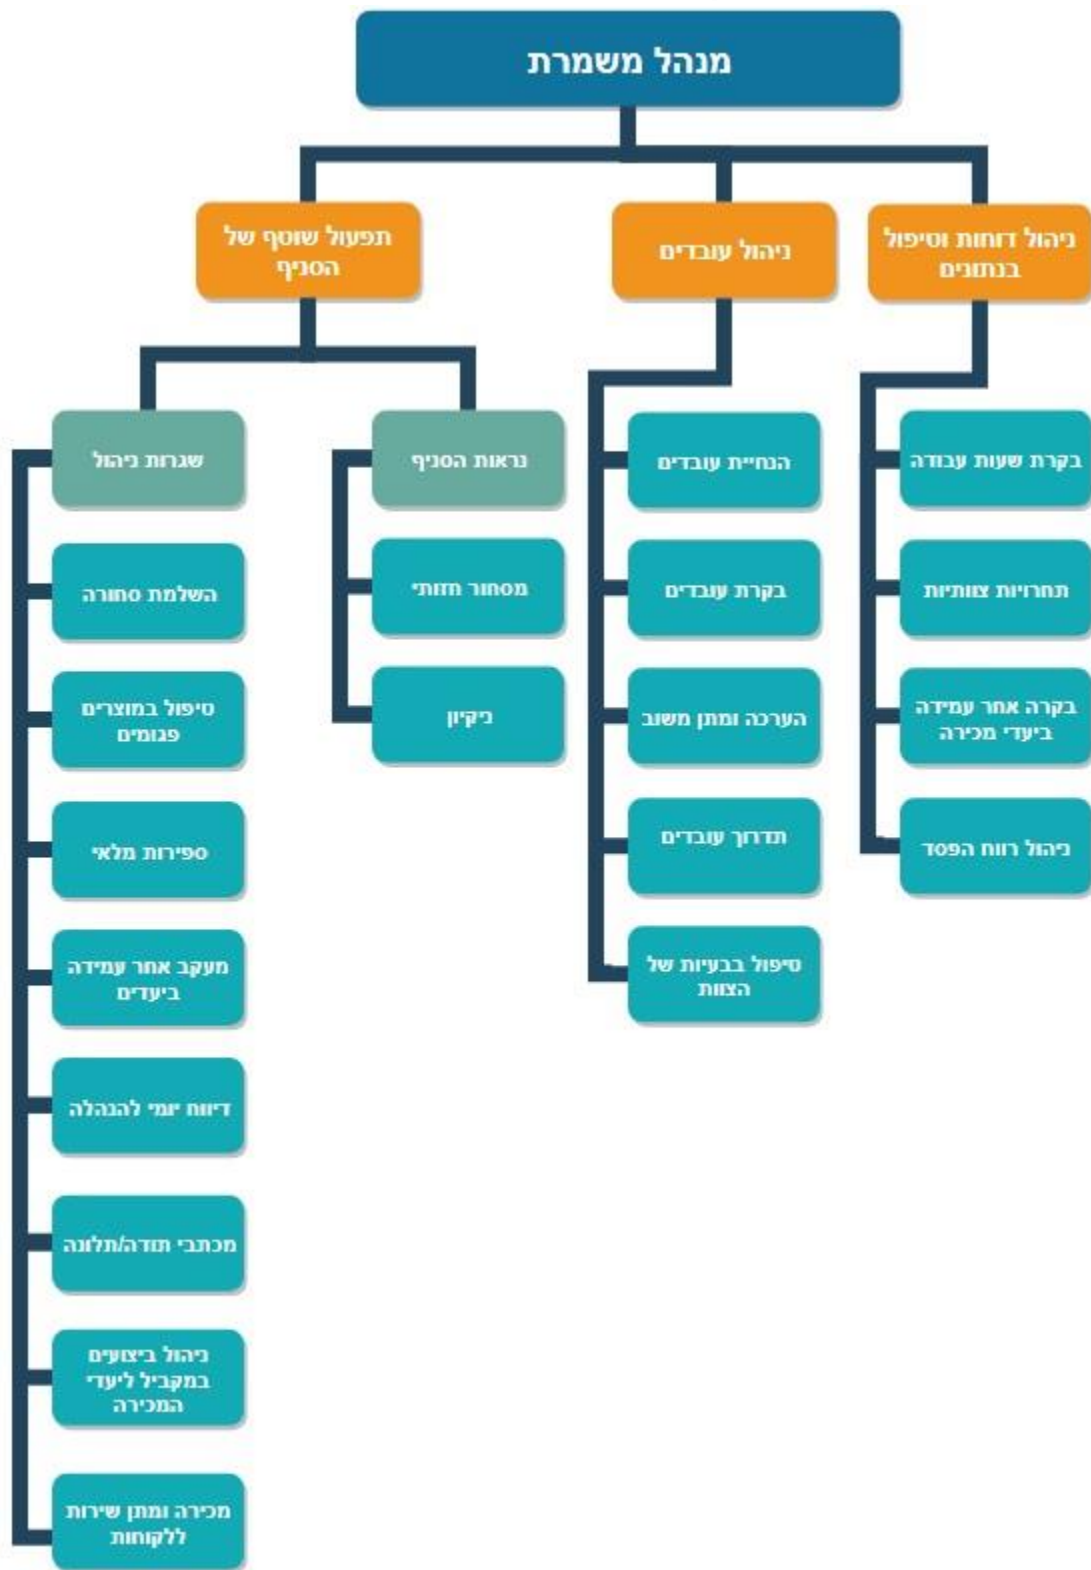 מנהל משמרת
ניהול דוחות וטיפול
בנתונים
ניהול עובדים
תפעול שוטף של
הסניף
בקרת שעות עבודה
תחרויות צוותיות
בקרה אחר עמידה
ביעדי מכירה
ניהול רווח הפסד
הנחיית עובדים
בקרת עובדים
הערכה ומתן משוב
תדרוך עובדים
טיפול בבעיות של
הצוות
נראות הסניף
מסחור חזותי
ניקיון
שגרות ניהול
השלמת סחורה
טיפול במוצרים
פגומים
ספירות מלאי
מעקב אחר עמידה
ביעדים
דיווח יומי להנהלה
מכתבי תודה/תלונה
ניהול ביצועים
במקביל ליעדי
המכירה
מכירה ומתן שירות
ללקוחות